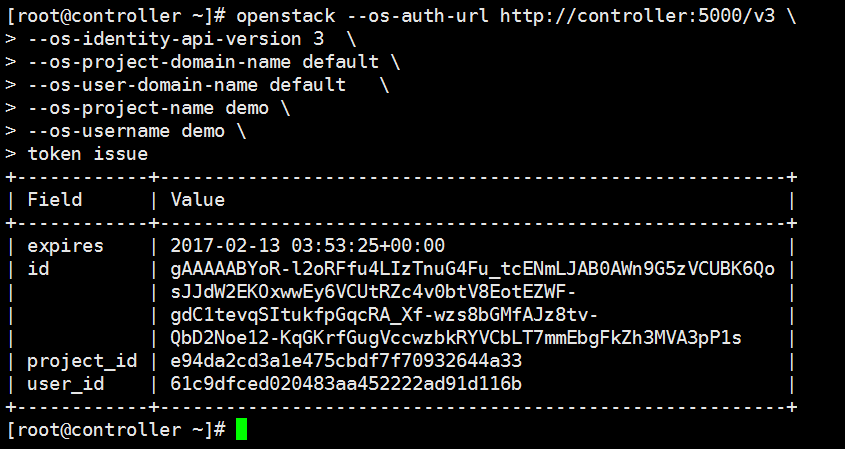 [root@controller ~]# openstack --os-auth-url http://controller:5000/v3 \
> --os-identity-api-version 3  \
> --os-project-domain-name default \
> --os-user-domain-name default   \
> --os-project-name demo \
> --os-username demo \
> token issue
+------------+--------------------------------------------------------+
| Field      | Value                                                  |
+------------+--------------------------------------------------------+
| expires    | 2017-02-13 03:53:25+00:00                              |
| id         | gAAAAABYoR-l2oRFfu4LIzTnuG4Fu_tcENmLJAB0AWn9G5zVCUBK6Qo |
|            | sJJdW2EKOxwwEy6VCUtRZc4v0btV8EotEZWF-                  |
|            | gdC1tevqSItukfpGqcRA_Xf-wzs8bGMfAJz8tv-                |
|            | QbD2Noe12-KqGKrfGugVccwzbkRYVCbLT7mmEbgFkZh3MVA3pP1s   |
| project_id | e94da2cd3a1e475cbdf7f70932644a33                       |
| user_id    | 61c9dfced020483aa452222ad91d116b                       |
+------------+--------------------------------------------------------+
[root@controller ~]#